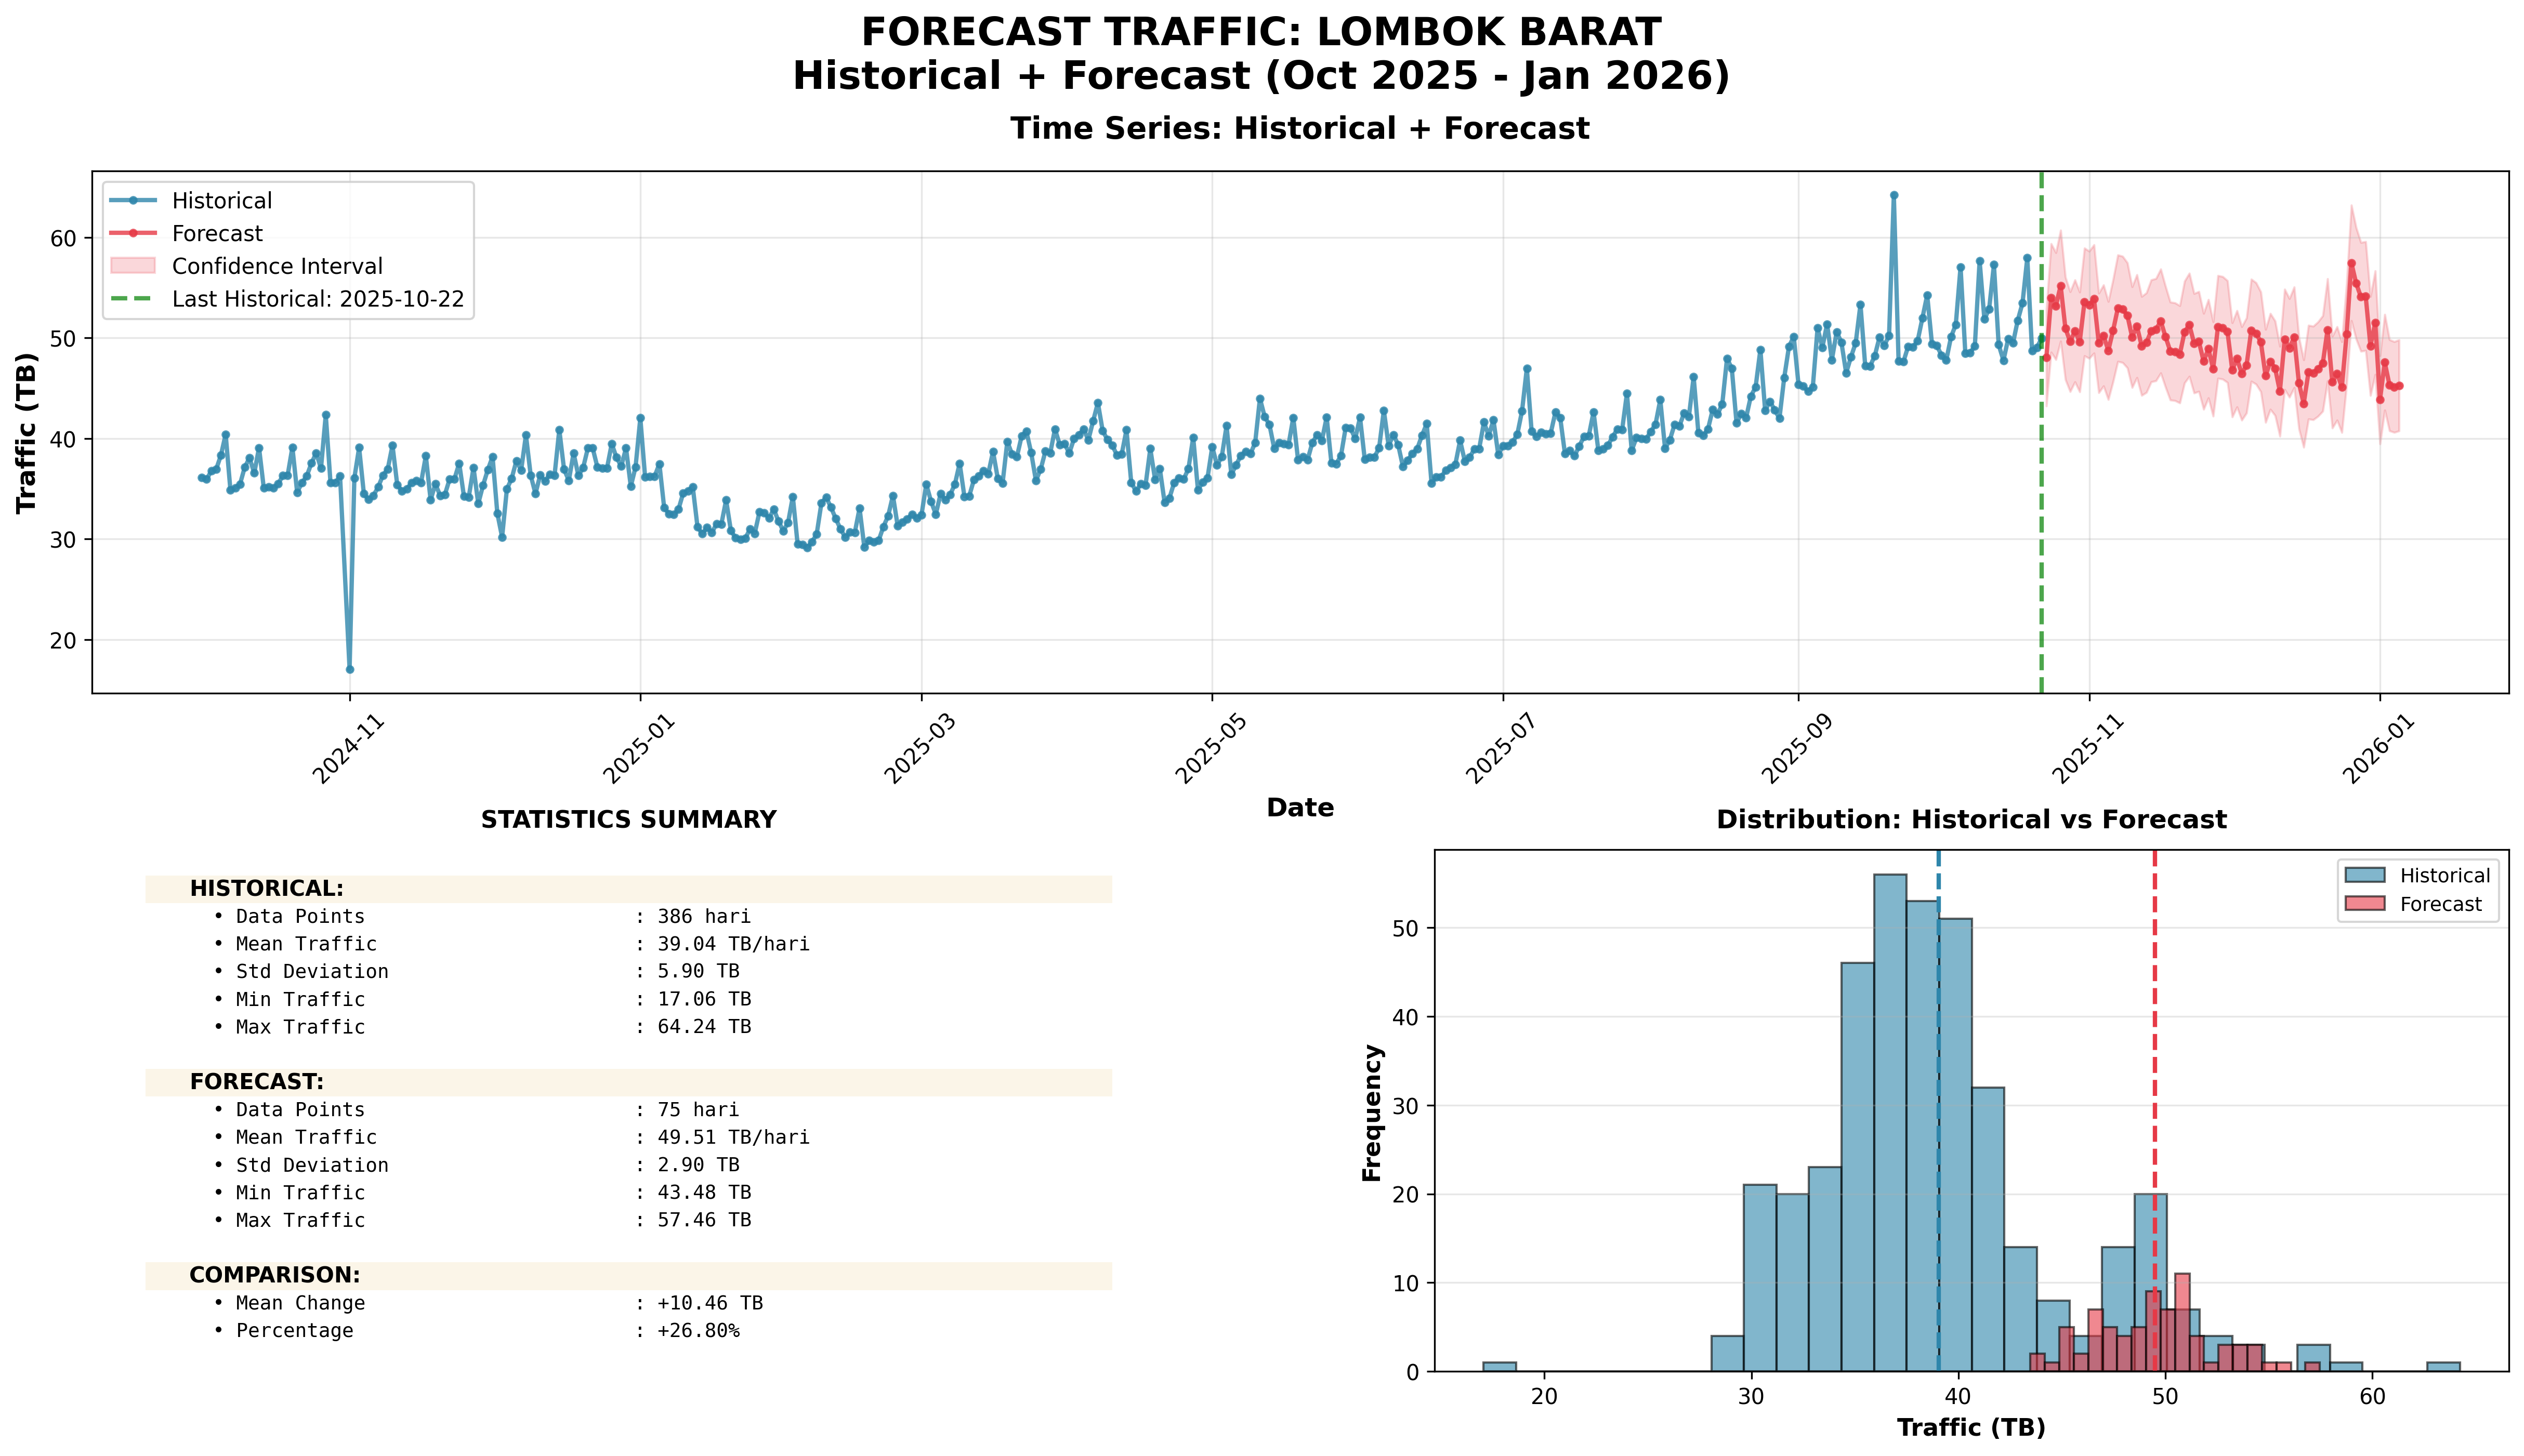 FORECAST TRAFFIC: LOMBOK BARAT
Historical + Forecast (Oct 2025 - Jan 2026)
Time Series: Historical + Forecast
Historical
Forecast
Confidence Interval
Last Historical: 2025-10-22
Traffic (TB)
60
50
40
30
20
2024-11
2025-01
2025-03
2025-05
2025-07
2025-09
2025-11
2026-01
Date
STATISTICS SUMMARY
HISTORICAL:
• Data Points : 386 hari
• Mean Traffic : 39.04 TB/hari
• Std Deviation : 5.90 TB
• Min Traffic : 17.06 TB
• Max Traffic : 64.24 TB
FORECAST:
• Data Points : 75 hari
• Mean Traffic : 49.51 TB/hari
• Std Deviation : 2.90 TB
• Min Traffic : 43.48 TB
• Max Traffic : 57.46 TB
COMPARISON:
• Mean Change : +10.46 TB
• Percentage : +26.80%
Distribution: Historical vs Forecast
Historical
Forecast
Frequency
50
40
30
20
10
0
20
30
40
50
60
Traffic (TB)